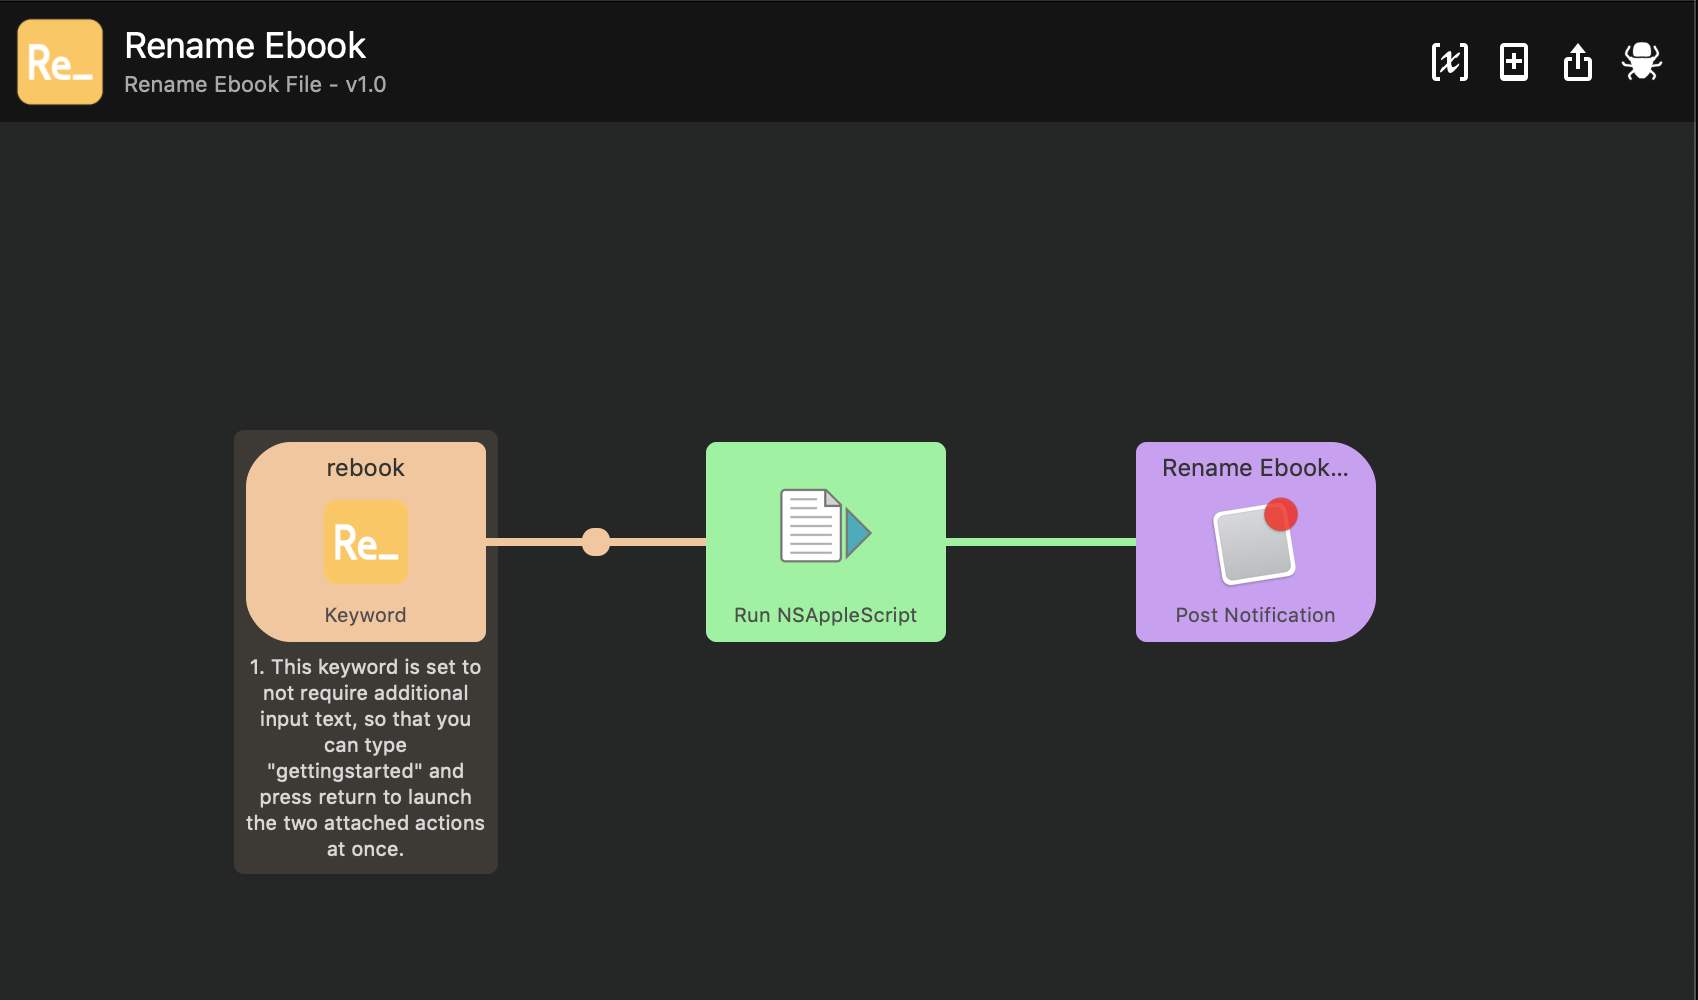 Re_
Rename Ebook
Rename Ebook File - v1.0
[x]
rebook
Re_
Keyword
1. This keyword is set to
not require additional
input text, so that you
can type
"gettingstarted" and
press return to launch
the two attached actions
at once.
Run NSAppleScript
Rename Ebook...
Post Notification